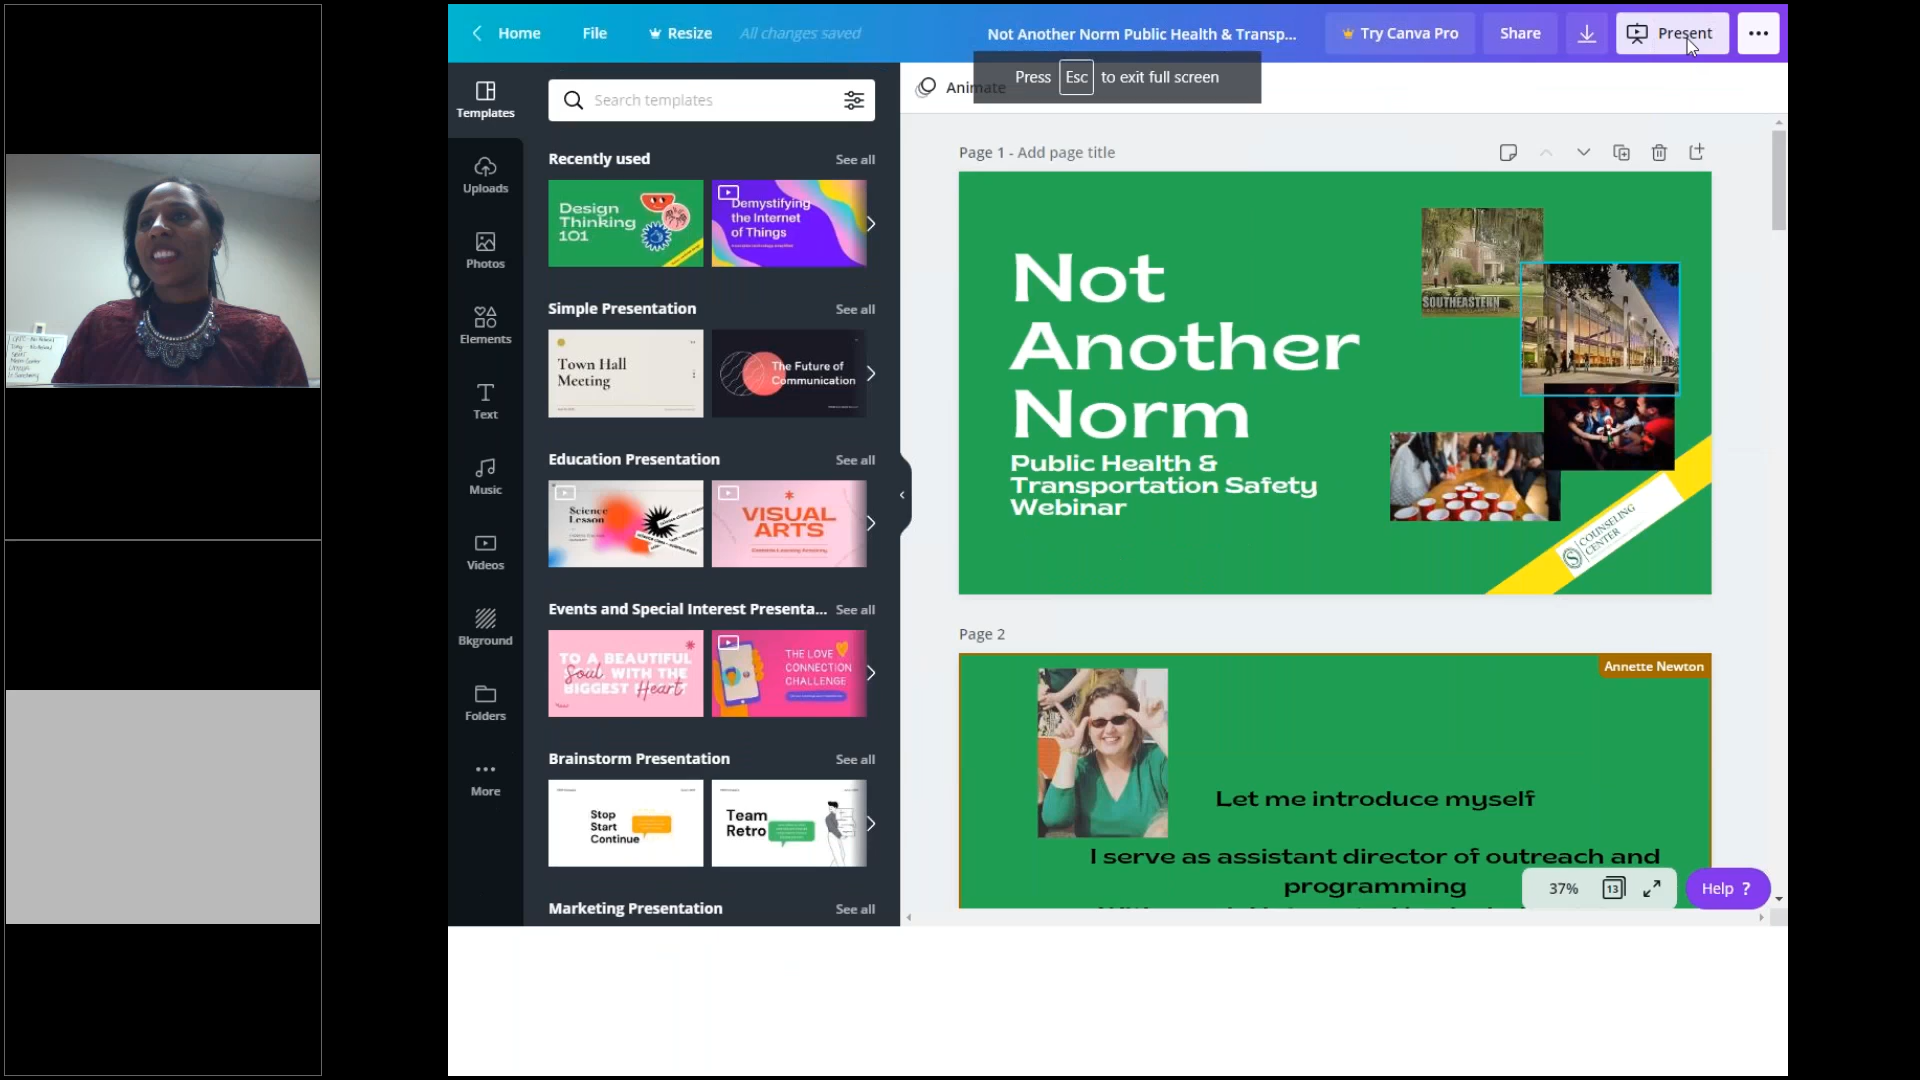 Home
File
Resize
All changes saved
Not Another Norm Public Health & Transp...
Try Canva Pro
Share
Present
Press Esc to exit full screen
Animate
Templates
Uploads
Photos
Elements
Text
Music
Videos
Bkground
Folders
More
Search templates
Recently used
See all
Design
Thinking
101
Demystifying
the Internet
of Things
Simple Presentation
See all
Town Hall
Meeting
The Future of
Communication
Education Presentation
See all
Science
Lesson
VISUAL
ARTS
Events and Special Interest Presenta...
See all
TO A BEAUTIFUL
Soul WITH THE
BIGGEST Heart
THE LOVE
CONNECTION
CHALLENGE
Brainstorm Presentation
See all
Stop
Start
Continue
Team
Retro
Marketing Presentation
See all
Page 1 - Add page title
Not
Another
Norm
Public Health &
Transportation Safety
Webinar
SOUTHEASTERN
COUNSELING
CENTER
Page 2
Annette Newton
Let me introduce myself
I serve as assistant director of outreach and
programming
37%
13
Help ?